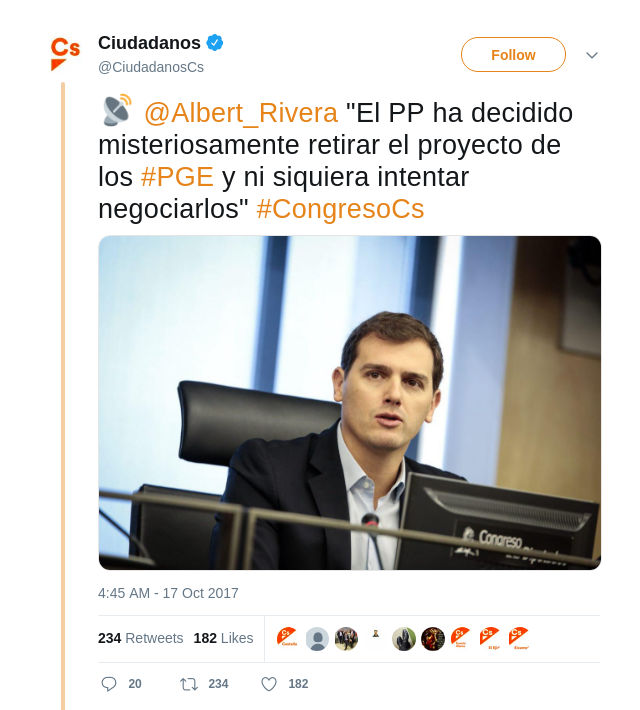 Cs
Ciudadanos
@CiudadanosCs
Follow
@Albert_Rivera "El PP ha decidido
misteriosamente retirar el proyecto de
los #PGE y ni siquiera intentar
negociarlos" #CongresoCs
Congreso
4:45 AM - 17 Oct 2017
234 Retweets 182 Likes
20 234 182